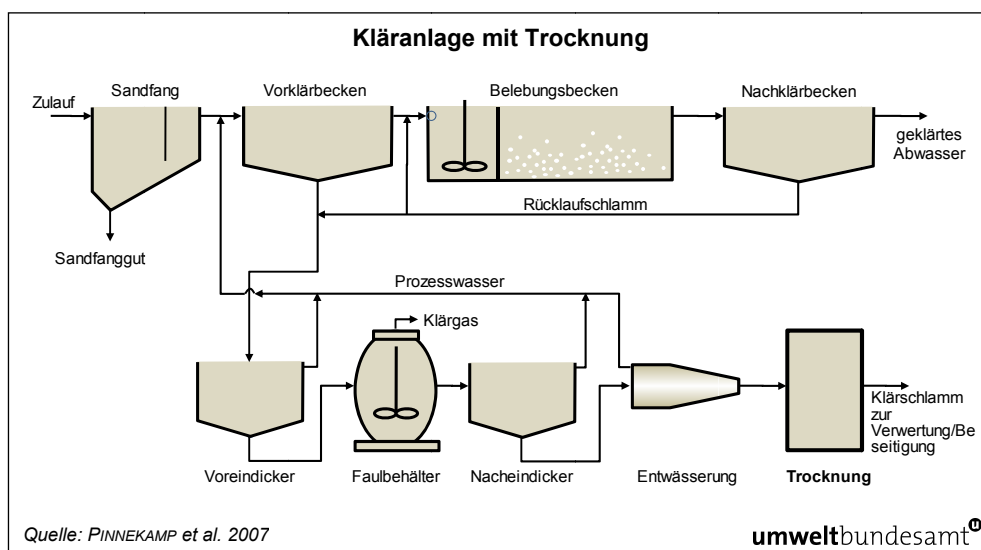 Kläranlage mit Trocknung
Zulauf
Sandfang
Vorklärbecken
Belebungsbecken
Nachklärbecken
geklärtes
Abwasser
Rücklaufschlamm
Sandfanggut
Prozesswasser
Klärgas
Klärschlamm
zur
Verwertung/Be
seitigung
Voreindicker
Faulbehälter
Nacheindicker
Entwässerung
Trocknung
Quelle: PINNEKAMP et al. 2007
umweltbundesamt u